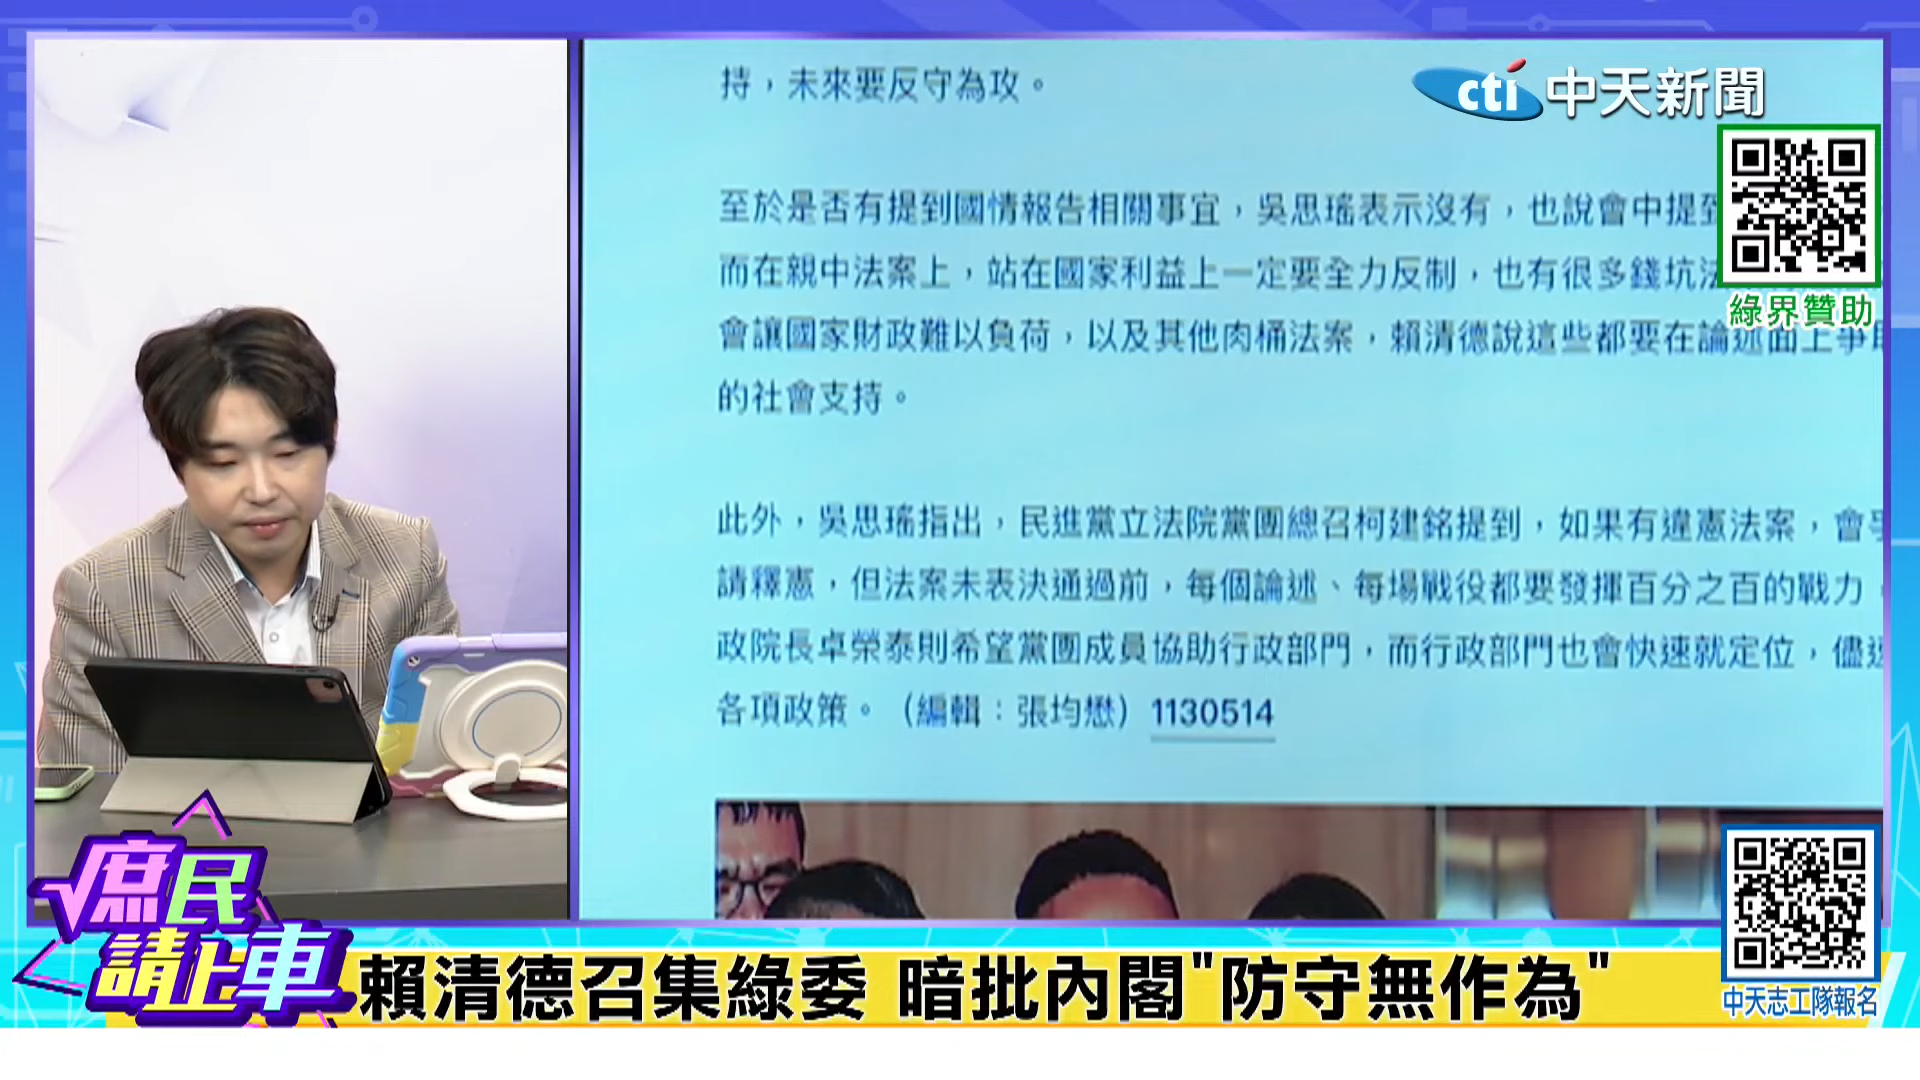 持，未來要反守為攻。
cti 中天新聞
至於是否有提到國情報告相關事宜，吳思瑤表示沒有，也說會中提到
而在親中法案上，站在國家利益上一定要全力反制，也有很多錢坑法
綠界贊助
會讓國家財政難以負荷，以及其他肉桶法案，賴清德說這些都要在論述面上爭取
的社會支持。
此外，吳思瑤指出，民進黨立法院黨團總召柯建銘提到，如果有違憲法案，會
請釋憲，但法案未表決通過前，每個論述、每場戰役都要發揮百分之百的戰力，
政院長卓榮泰則希望黨團成員協助行政部門，而行政部門也會快速就定位，儘速
各項政策。（編輯：張均懋）1130514
庶民
請上車
賴清德召集綠委 暗批內閣"防守無作為"
中天志工隊報名